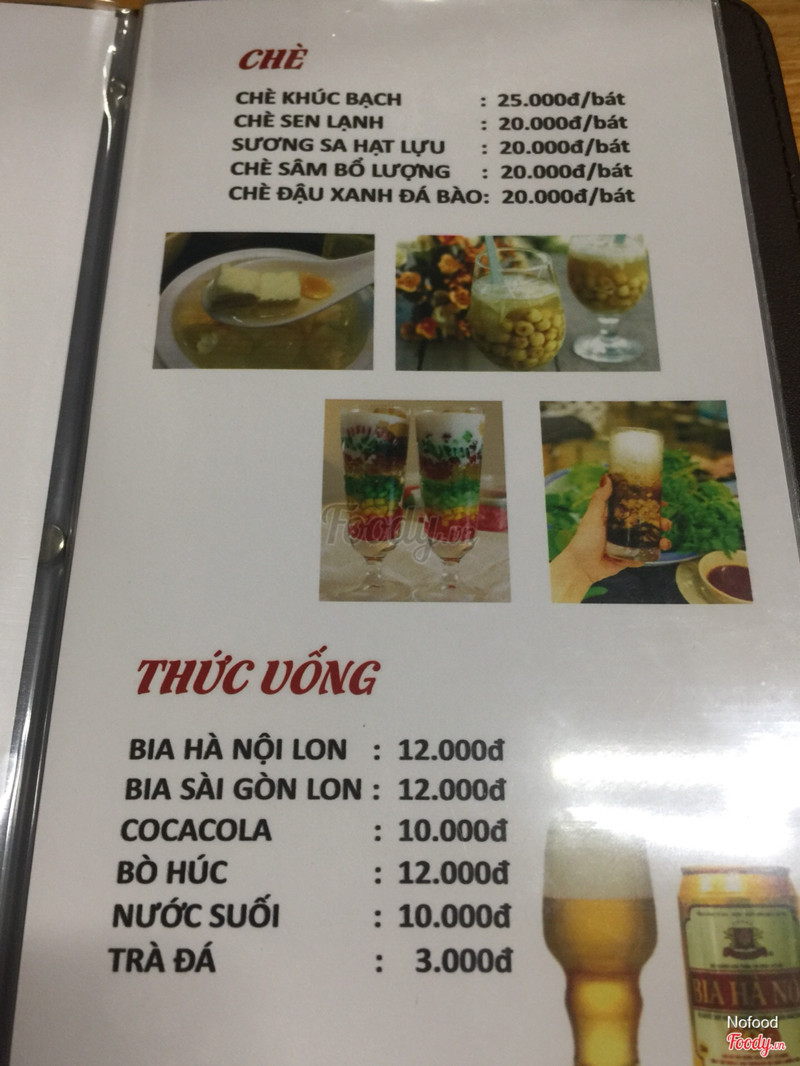 CHÈ
CHÈ KHÚC BẠCH : 25.000đ/bát
CHÈ SEN LẠNH : 20.000đ/bát
SƯƠNG SA HẠT LỰU : 20.000đ/bát
CHÈ SÂM BỔ LƯỢNG : 20.000đ/bát
CHÈ ĐẬU XANH ĐÁ BÀO: 20.000đ/bát
Foody.vn
THỨC UỐNG
BIA HÀ NỘI LON : 12.000đ
BIA SÀI GÒN LON : 12.000đ
COCACOLA : 10.000đ
BÒ HÚC : 12.000đ
NƯỚC SUỐI : 10.000đ
TRÀ ĐÁ : 3.000đ
BIA HÀ NỘ
Nofood
Foody.vn